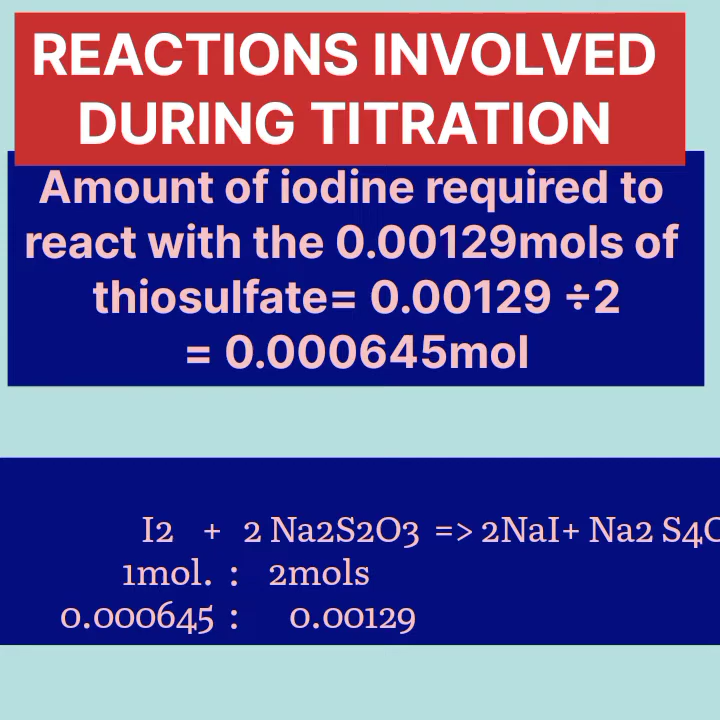 REACTIONS INVOLVED
DURING TITRATION
Amount of iodine required to
react with the 0.00129mols of
thiosulfate= 0.00129 ÷2
= 0.000645mol
I2 + 2 Na2S2O3 => 2NaI+ Na2 S4
1mol. : 2mols
0.000645 : 0.00129